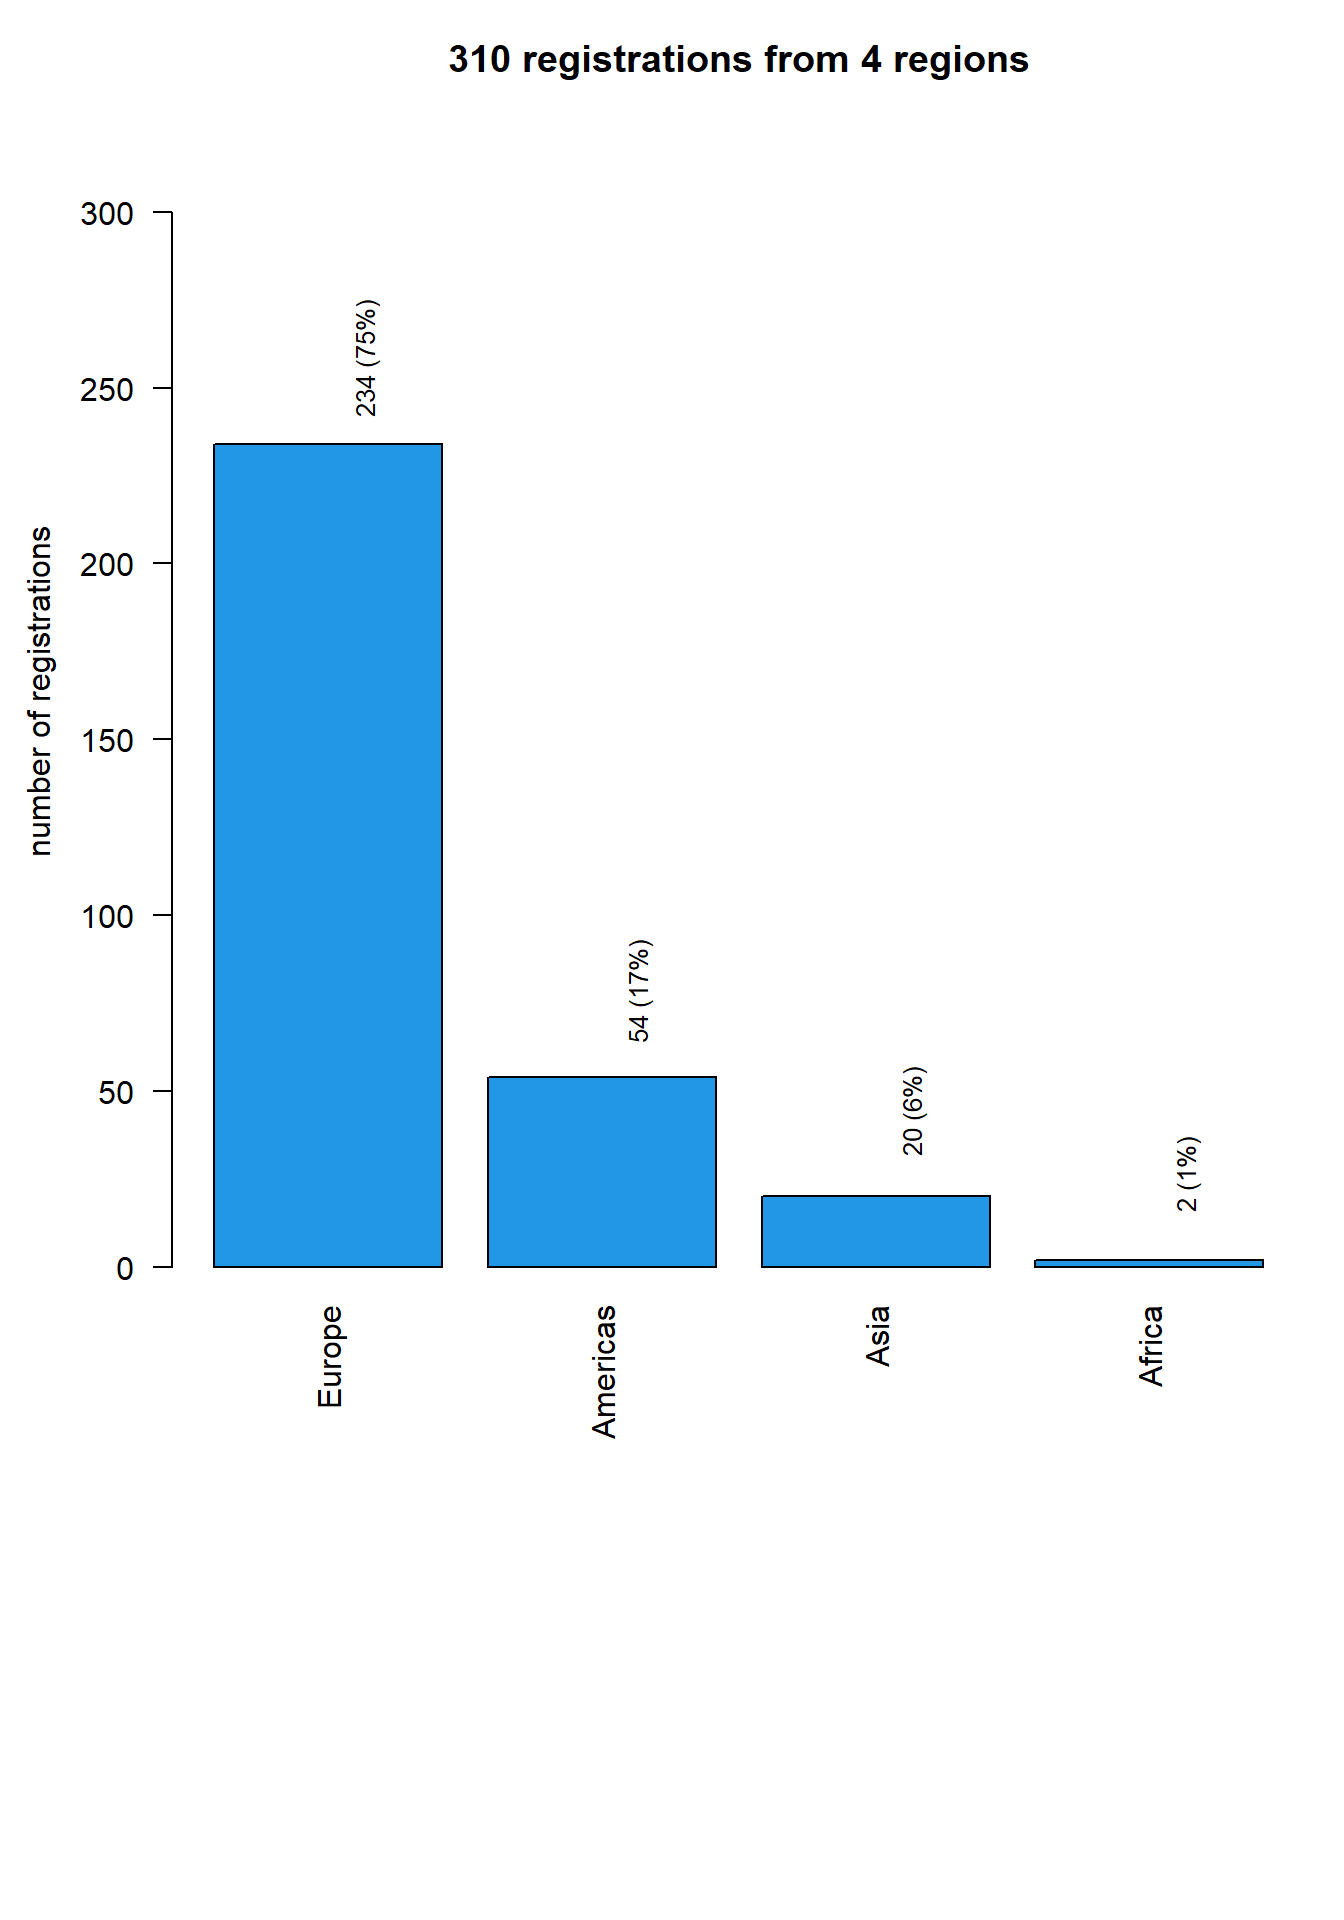 310 registrations from 4 regions
number of registrations
300
250
200
150
100
50
0
234 (75%)
54 (17%)
20 (6%)
2 (1%)
Europe
Americas
Asia
Africa